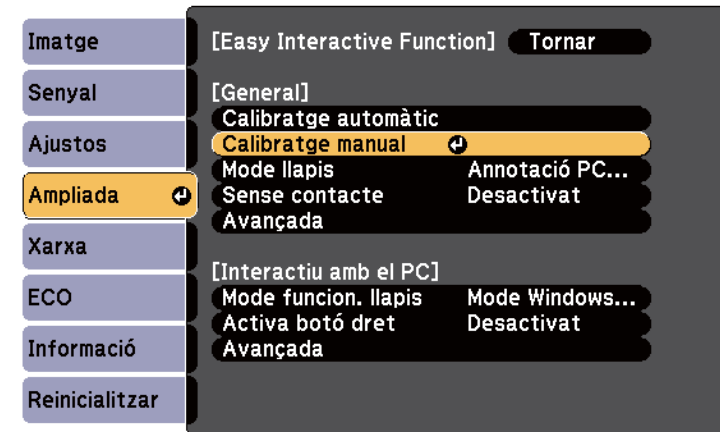 Imatge
Senyal
Ajustos
Ampliada
Xarxa
ECO
Informació
Reinicialitzar
[Easy Interactive Function] Tornar
[General]
Calibratge automàtic
Calibratge manual
Mode llapis Annotació PC...
Sense contacte Desactivat
Avançada
[Interactiu amb el PC]
Mode funcion. llapis Mode Windows...
Activa botó dret Desactivat
Avançada